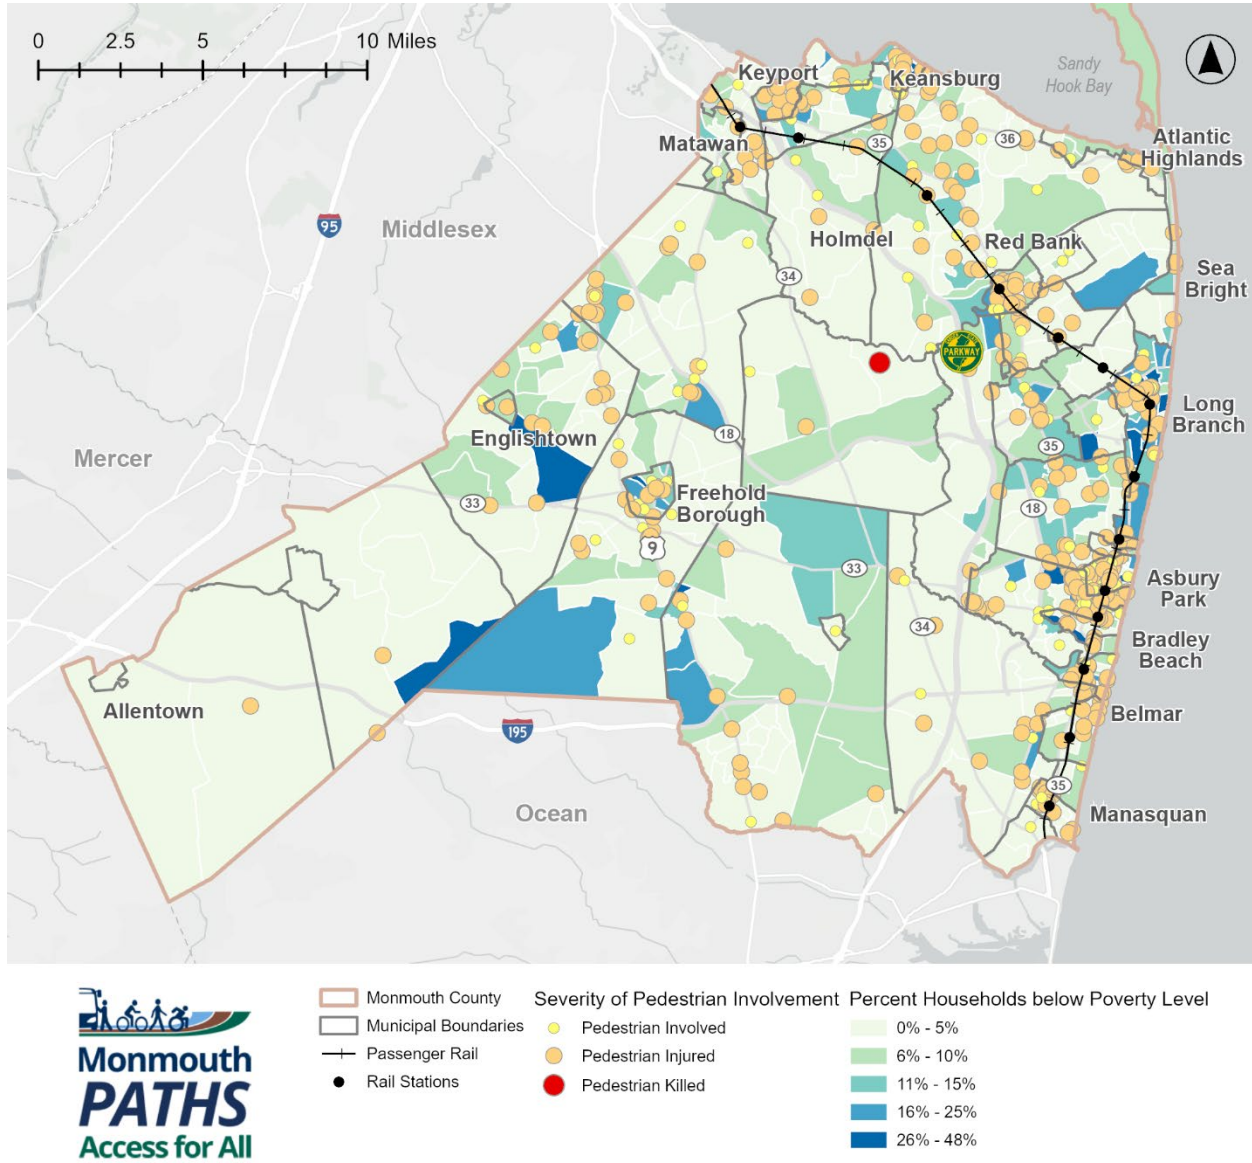 0 2.5 5 10 Miles
Keyport
Keansburg
Sandy
Hook Bay
Matawan
35
36
Atlantic
Highlands
95
Middlesex
Holmdel
Red Bank
34
Sea
Bright
PARKWAY
Long
Branch
Englishtown
18
35
Mercer
33
Freehold
Borough
18
9
33
Asbury
Park
34
Bradley
Beach
Allentown
Belmar
195
35
Ocean
Manasquan
Monmouth
PATHS
Access for All
Monmouth County
Municipal Boundaries
Passenger Rail
Rail Stations
Severity of Pedestrian Involvement
Pedestrian Involved
Pedestrian Injured
Pedestrian Killed
Percent Households below Poverty Level
0% - 5%
6% - 10%
11% - 15%
16% - 25%
26% - 48%